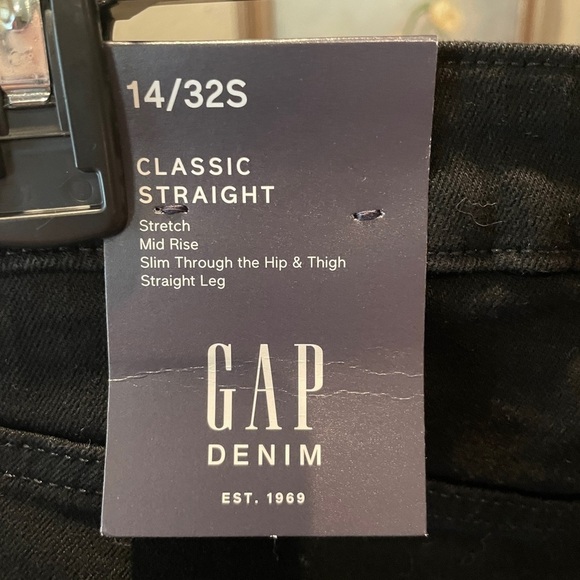 14/32S
CLASSIC
STRAIGHT
Stretch
Mid Rise
Slim Through the Hip & Thigh
Straight Leg
GAP
DENIM
EST. 1969